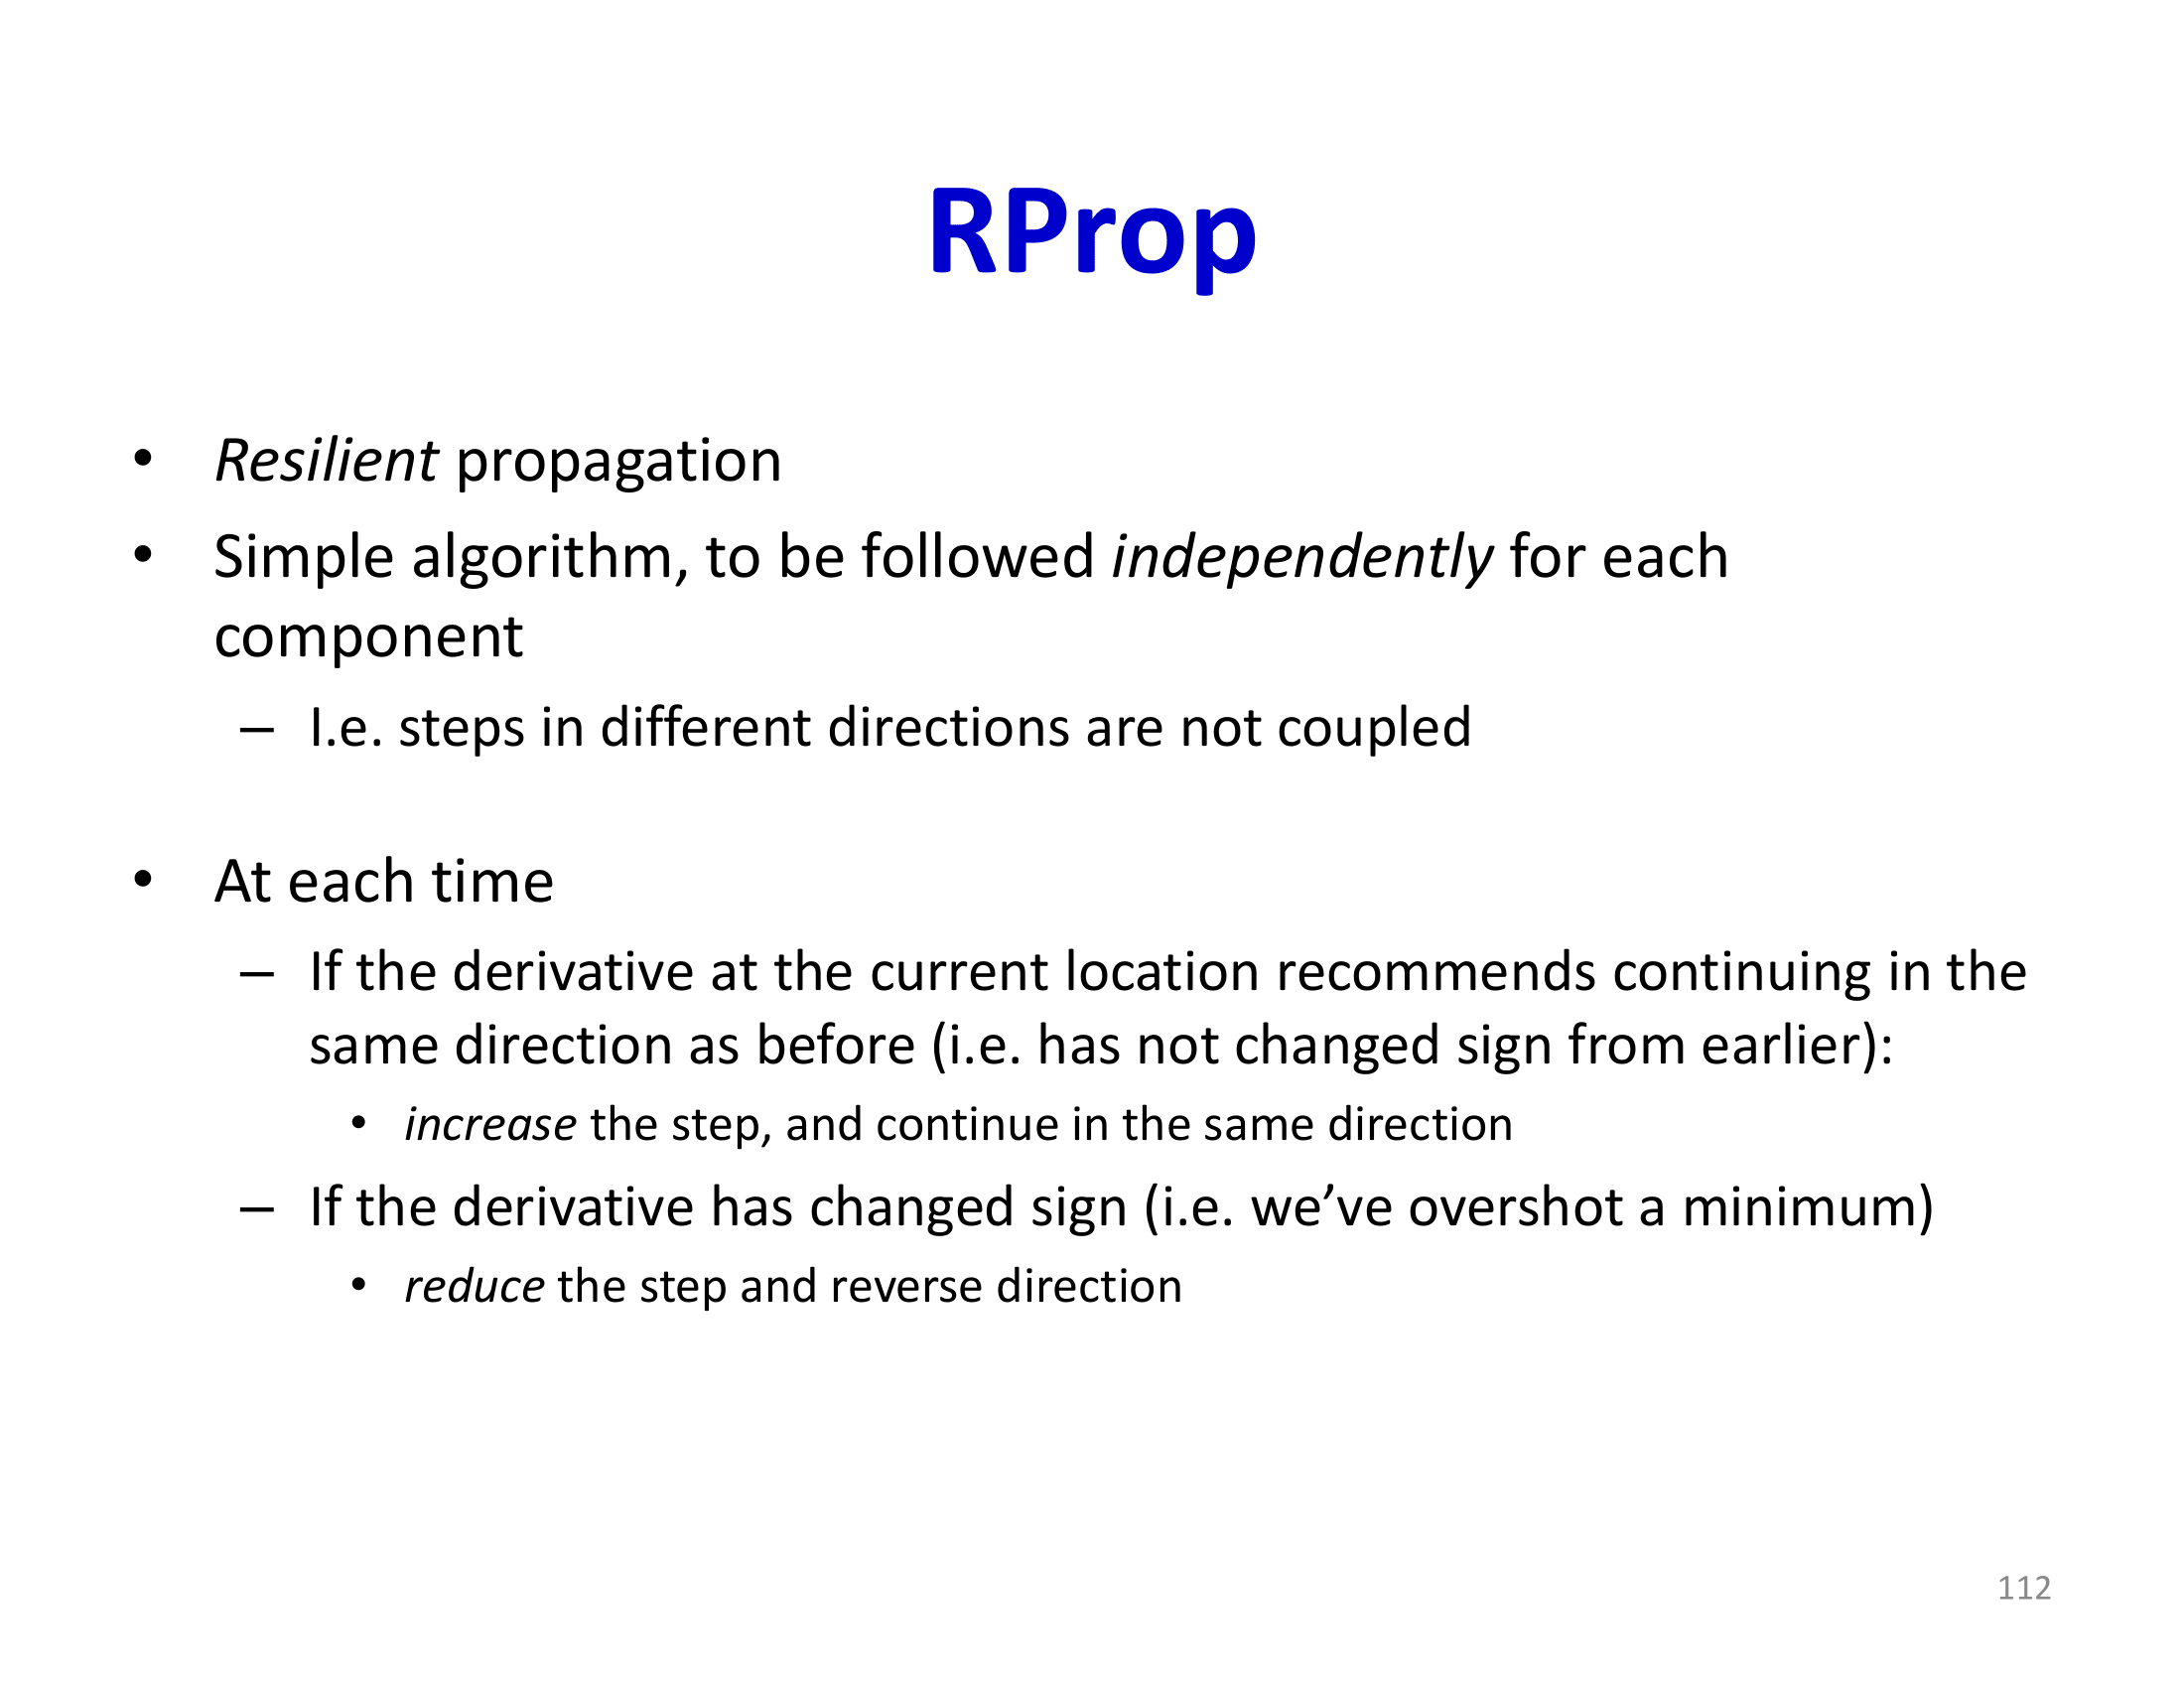 RProp
• Resilient propagation
• Simple algorithm, to be followed independently for each
component
– I.e. steps in different directions are not coupled
• At each time
– If the derivative at the current location recommends continuing in the
same direction as before (i.e. has not changed sign from earlier):
• increase the step, and continue in the same direction
– If the derivative has changed sign (i.e. we’ve overshot a minimum)
• reduce the step and reverse direction
112